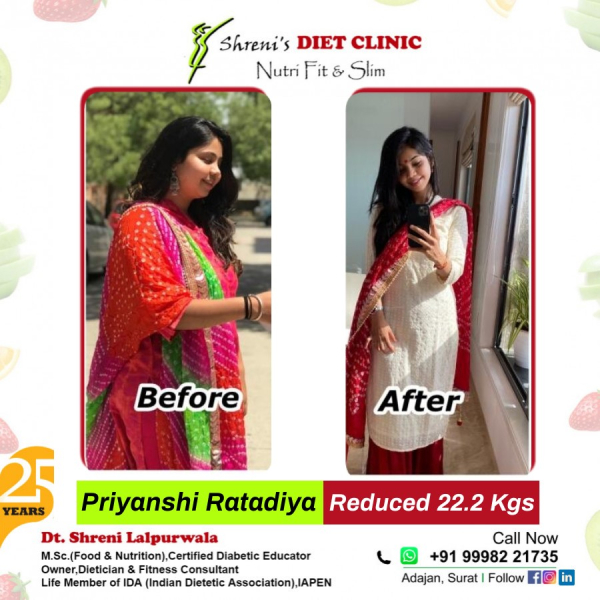 Shreni's DIET CLINIC
Nutri Fit & Slim
Before
After
25
YEARS
Priyanshi Ratadiya Reduced 22.2 Kgs
Dt. Shreni Lalpurwala
M.Sc.(Food & Nutrition),Certified Diabetic Educator
Owner,Dietician & Fitness Consultant
Life Member of IDA (Indian Dietetic Association),IAPEN
Call Now
+91 99982 21735
Adajan, Surat I Follow